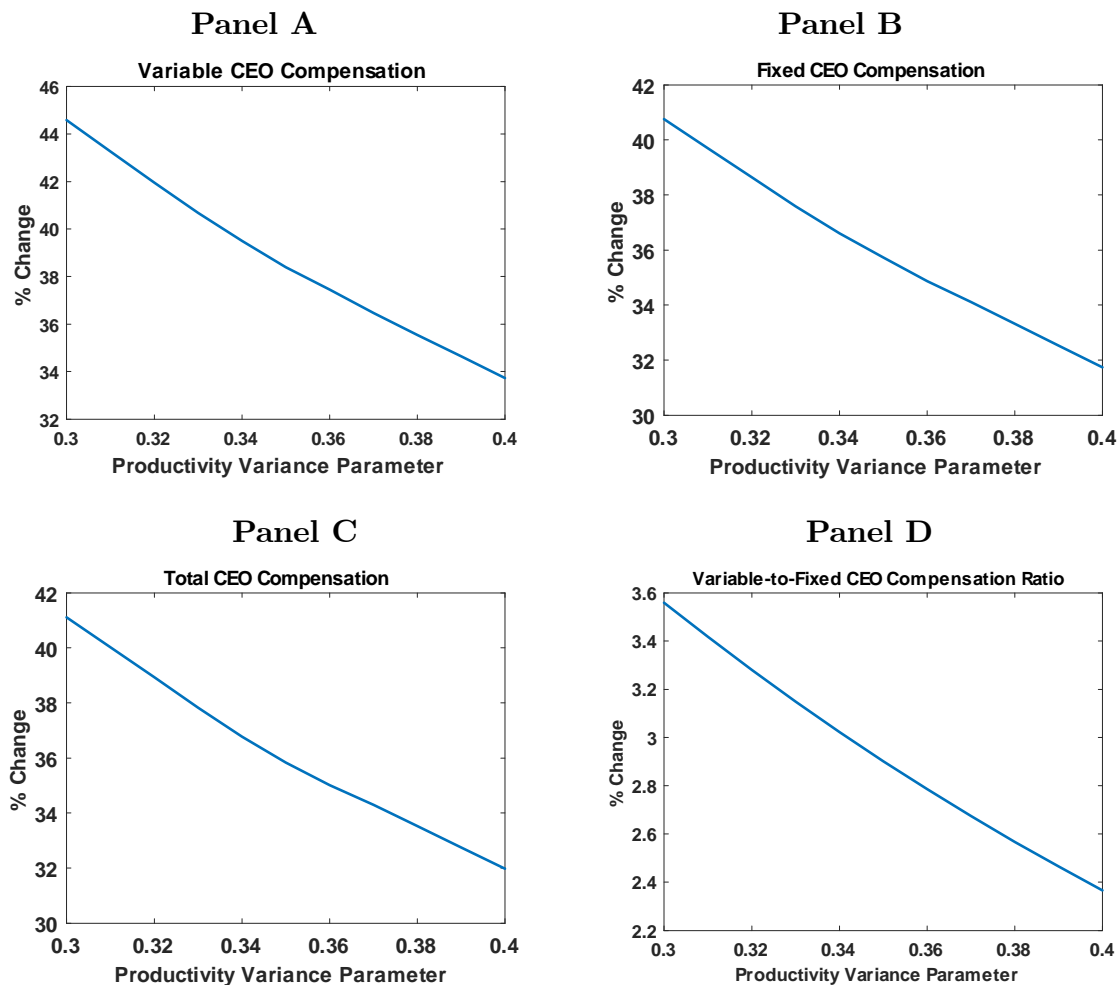 Panel A
Variable CEO Compensation
% Change
46
44
42
40
38
36
34
32
0.3 0.32 0.34 0.36 0.38 0.4
Productivity Variance Parameter
Panel B
Fixed CEO Compensation
% Change
42
40
38
36
34
32
30
0.3 0.32 0.34 0.36 0.38 0.4
Productivity Variance Parameter
Panel C
Total CEO Compensation
% Change
42
40
38
36
34
32
30
0.3 0.32 0.34 0.36 0.38 0.4
Productivity Variance Parameter
Panel D
Variable-to-Fixed CEO Compensation Ratio
% Change
3.6
3.4
3.2
3
2.8
2.6
2.4
2.2
0.3 0.32 0.34 0.36 0.38 0.4
Productivity Variance Parameter